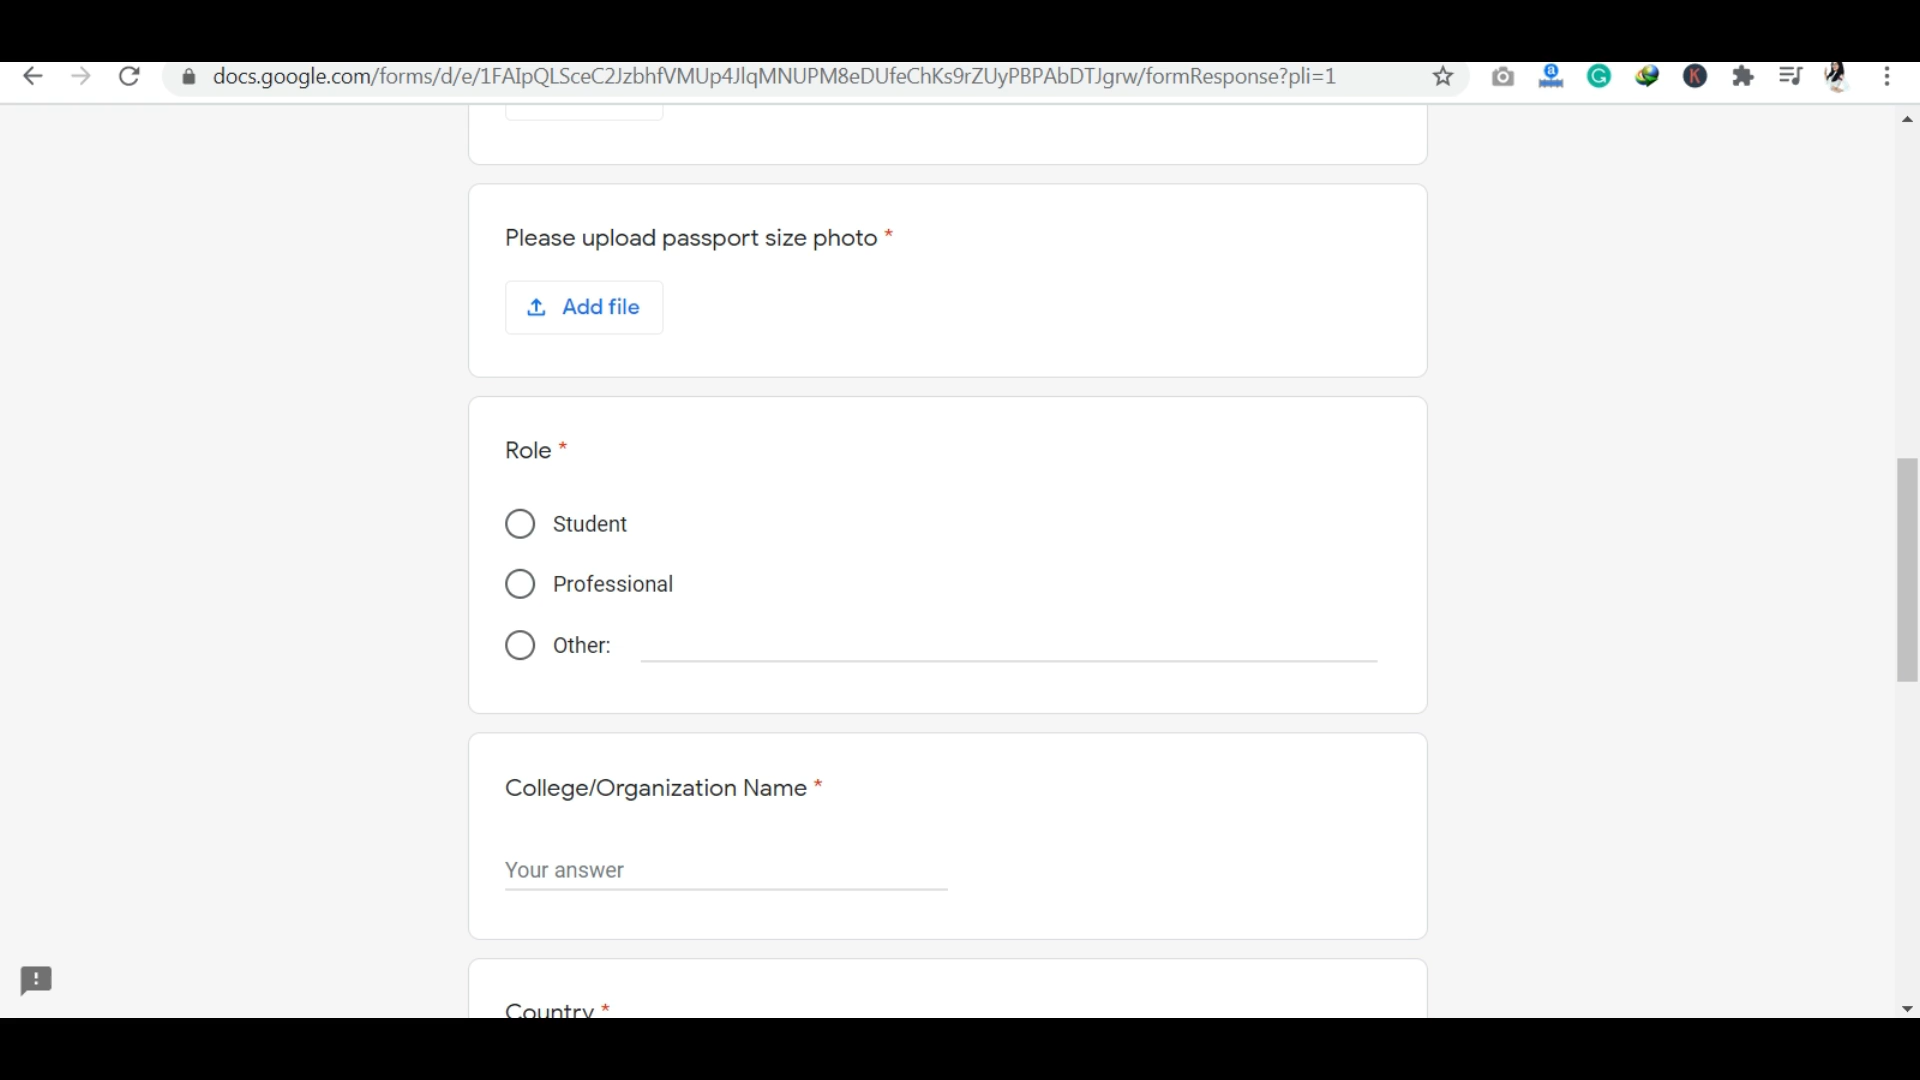 docs.google.com/forms/d/e/1FAIpQLSceC2JzbhfVMUp4JlqMNUPM8eDUfeChKs9rZUyPBPAbDTJgrw/formResponse?pli=1
Please upload passport size photo *
Add file
Role *
Student
Professional
Other:
College/Organization Name *
Your answer
Country *